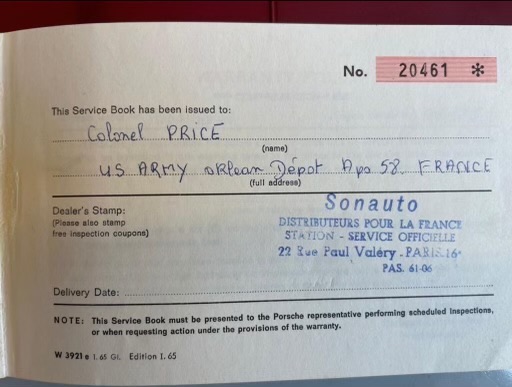 No. 20461 *
This Service Book has been issued to:
Colonel PRICE
(name)
US ARMY ORlean Dépot Apo 58. FRANCE
(full address)
Dealer's Stamp:
(Please also stamp
free inspection coupons)
Sonauto
DISTRIBUTEURS POUR LA FRANCE
STATION - SERVICE OFFICIELLE
22 Rue Paul Valéry - PARIS.16e
PAS. 61-06
Delivery Date:
NOTE: This Service Book must be presented to the Porsche representative performing scheduled inspections,
or when requesting action under the provisions of the warranty.
W 3921 e 1. 65 Gt. Edition I. 65